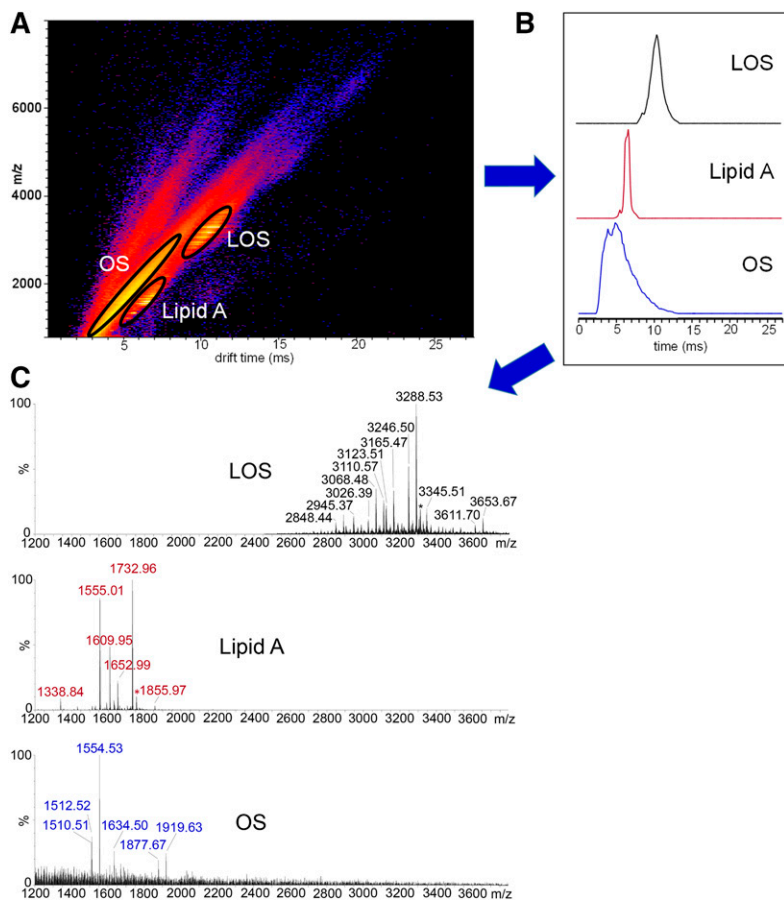 A
m/z
6000
4000
2000
OS
LOS
Lipid A
5 10 15 20 25
drift time (ms)
B
LOS
Lipid A
OS
0 5 10 15 20 25
time (ms)
C
100
%
LOS
3288.53
3246.50
3165.47
3123.51
3110.57
3068.48
3026.39
2945.37
2848.44
*
3345.51
3653.67
3611.70
1200 1400 1600 1800 2000 2200 2400 2600 2800 3000 3200 3400 3600 m/z
100
%
Lipid A
1732.96
1555.01
1609.95
1652.99
1338.84
*
1855.97
1200 1400 1600 1800 2000 2200 2400 2600 2800 3000 3200 3400 3600 m/z
100
%
OS
1554.53
1512.52
1510.51
1634.50
1919.63
1877.67
1200 1400 1600 1800 2000 2200 2400 2600 2800 3000 3200 3400 3600 m/z